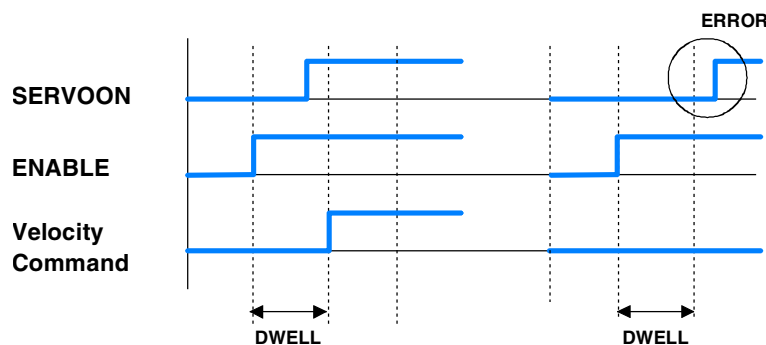 ERROR
SERVOON
ENABLE
Velocity
Command
DWELL
DWELL